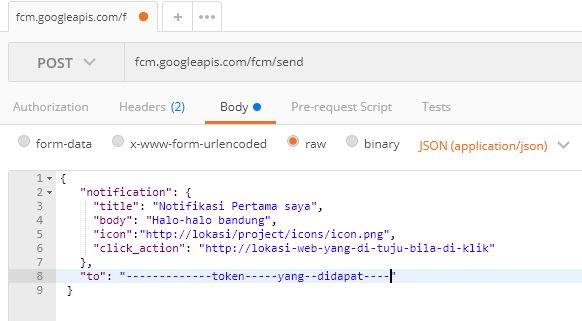 fcm.googleapis.com/f
POST fcm.googleapis.com/fcm/send
Authorization Headers (2) Body Pre-request Script Tests
form-data x-www-form-urlencoded raw binary JSON (application/json)
1 {
2 "notification": {
3 "title": "Notifikasi Pertama saya",
4 "body": "Halo-halo bandung",
5 "icon":"http://lokasi/project/icons/icon.png",
6 "click_action": "http://lokasi-web-yang-di-tuju-bila-di-klik"
7 },
8 "to": "-------------token-----yang--didapat----"
9 }